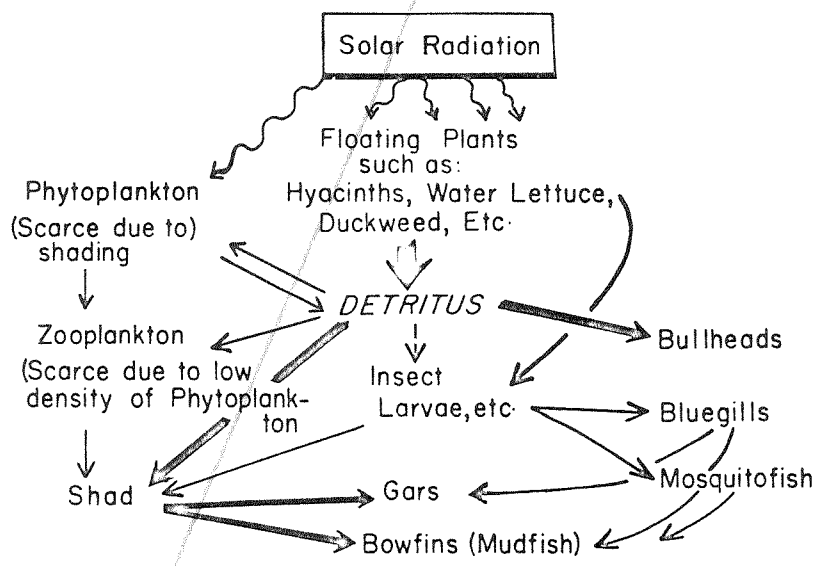 Solar Radiation
Floating Plants
such as:
Hyacinths, Water Lettuce,
Duckweed, Etc.
Phytoplankton
(Scarce due to)
shading
DETRITUS
Zooplankton
(Scarce due to low
density of Phytoplank-
ton
Insect
Larvae, etc.
Bullheads
Bluegills
Mosquitofish
Shad
Gars
Bowfins (Mudfish)